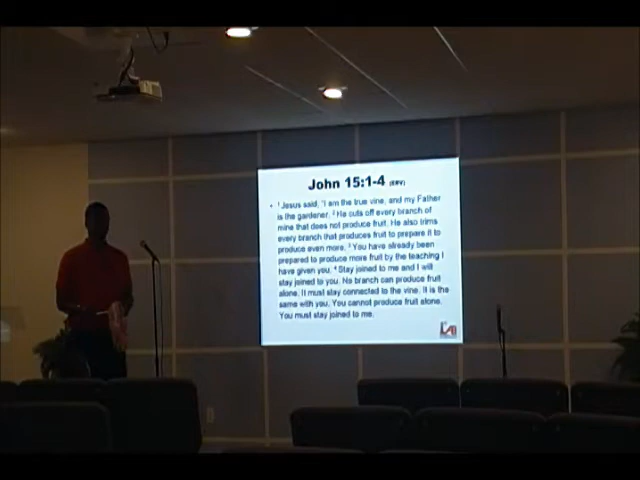 John 15:1-4 (ERV)
• ¹ Jesus said, "I am the true vine, and my Father
is the gardener. ² He cuts off every branch of
mine that does not produce fruit. He also trims
every branch that produces fruit to prepare it to
produce even more. ³ You have already been
prepared to produce more fruit by the teaching I
have given you. ⁴ Stay joined to me and I will
stay joined to you. No branch can produce fruit
alone. It must stay connected to the vine. It is the
same with you. You cannot produce fruit alone.
You must stay joined to me.